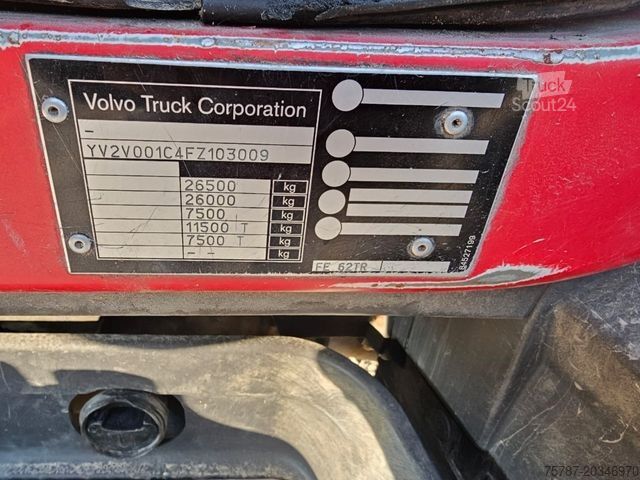 Truck
Scout24
Volvo Truck Corporation
-
YV2V001C4FZ103009
26500 kg
26000 kg
7500 kg
11500 T kg
7500 T kg
- - kg
FE 62TR
84527199
75787-20346970